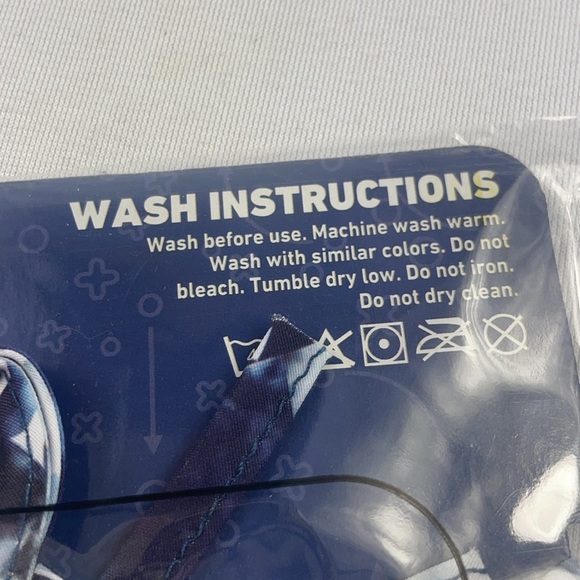 WASH INSTRUCTIONS
Wash before use. Machine wash warm.
Wash with similar colors. Do not
bleach. Tumble dry low. Do not iron.
Do not dry clean.